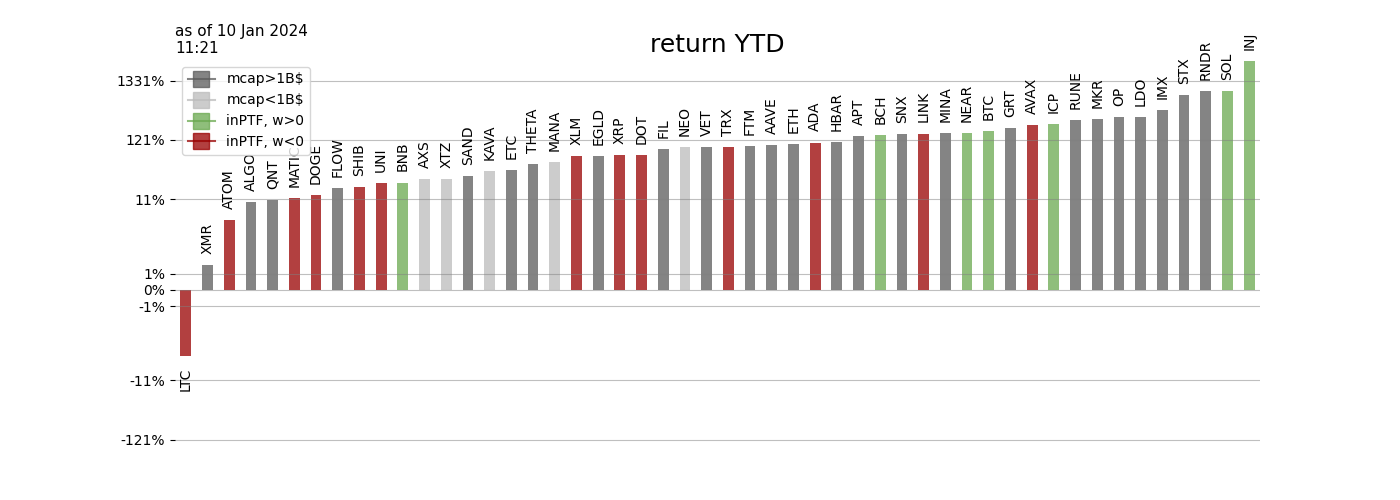 as of 10 Jan 2024
11:21
return YTD
mcap>1B$
mcap<1B$
inPTF, w>0
inPTF, w<0
1331%
121%
11%
1%
0%
-1%
-11%
-121%
LTC
XMR
ATOM
ALGO
QNT
MATIC
DOGE
FLOW
SHIB
UNI
BNB
AXS
XTZ
SAND
KAVA
ETC
THETA
MANA
XLM
EGLD
XRP
DOT
FIL
NEO
VET
TRX
FTM
AAVE
ETH
ADA
HBAR
APT
BCH
SNX
LINK
MINA
NEAR
BTC
GRT
AVAX
ICP
RUNE
MKR
OP
LDO
IMX
STX
RNDR
SOL
INJ